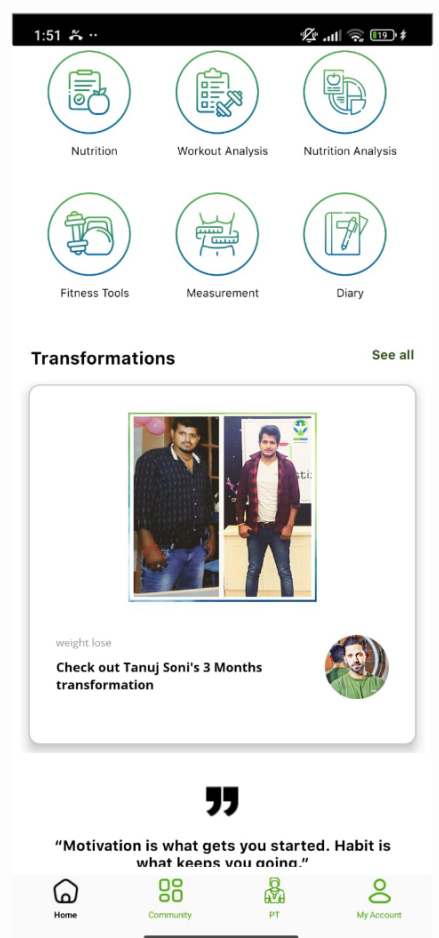 1:51
19
Nutrition
Workout Analysis
Nutrition Analysis
Fitness Tools
Measurement
Diary
Transformations
See all
weight lose
Check out Tanuj Soni's 3 Months
transformation
“Motivation is what gets you started. Habit is
what keeps you going.”
Home
Community
PT
My Account